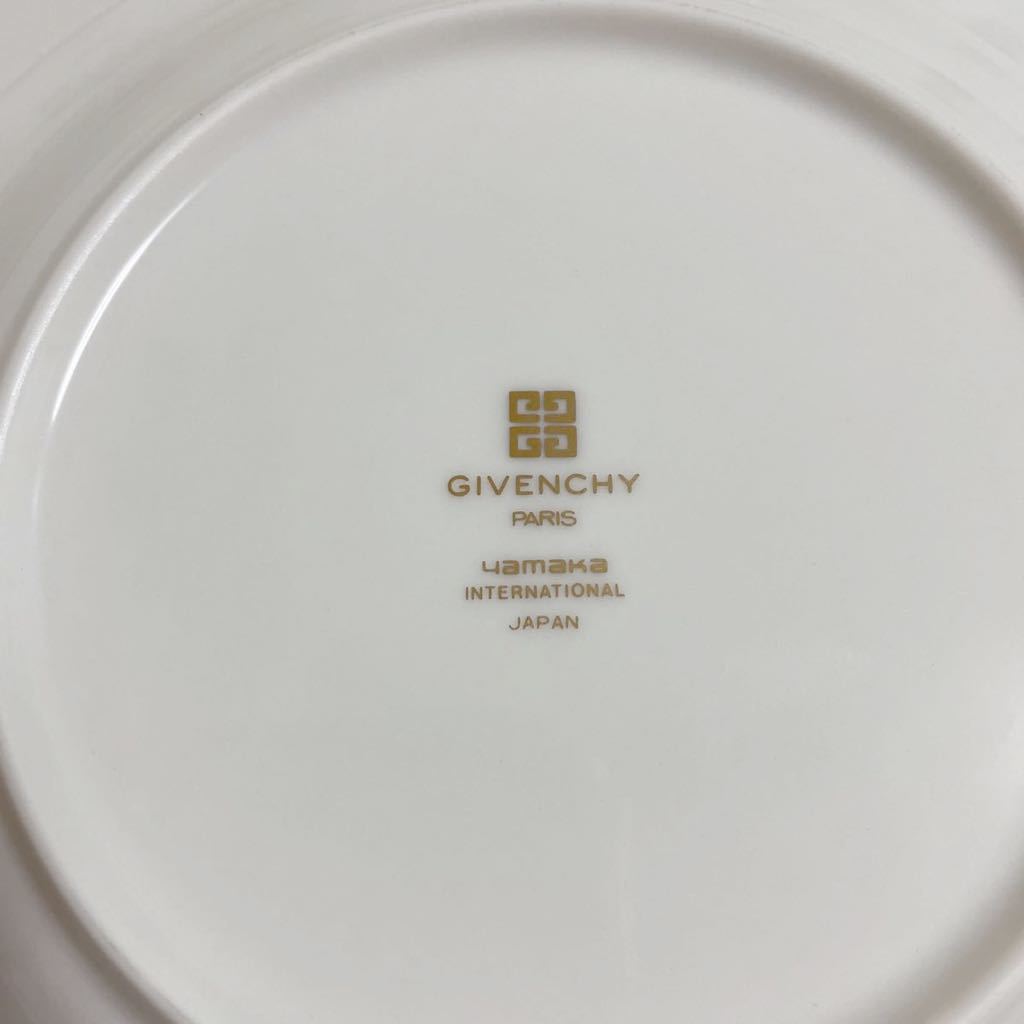 GIVENCHY
PARIS
yamaka
INTERNATIONAL
JAPAN